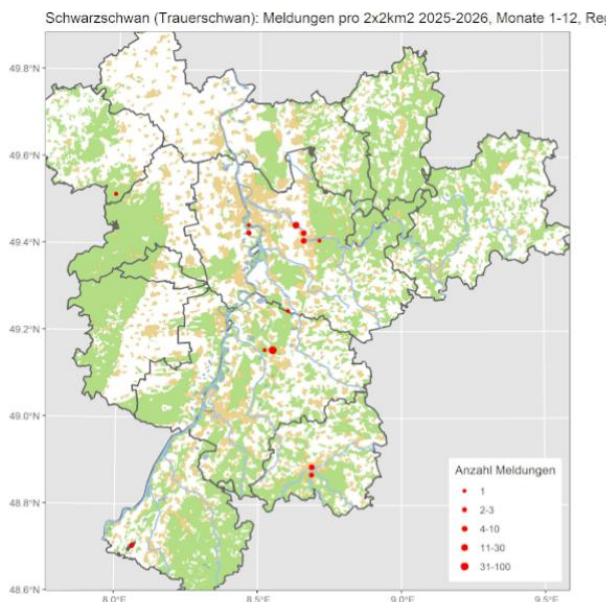 Schwarzschwan (Trauerschwan): Meldungen pro 2x2km2 2025-2026, Monate 1-12, Reg
49.8°N
49.6°N
49.4°N
49.2°N
49.0°N
48.8°N
48.6°N
Anzahl Meldungen
1
2-3
4-10
11-30
31-100
8.0°E
8.5°E
9.0°E
9.5°E